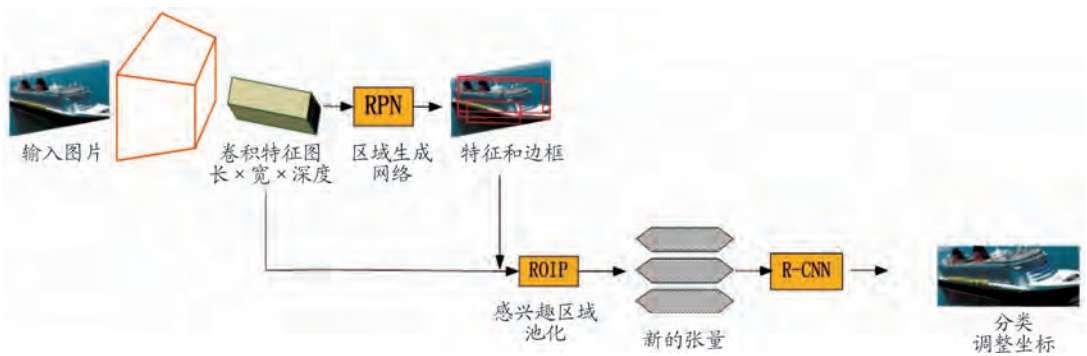 输入图片
卷积特征图
长×宽×深度
RPN
区域生成
网络
特征和边框
ROIP
感兴趣区域
池化
新的张量
R-CNN
分类
调整坐标